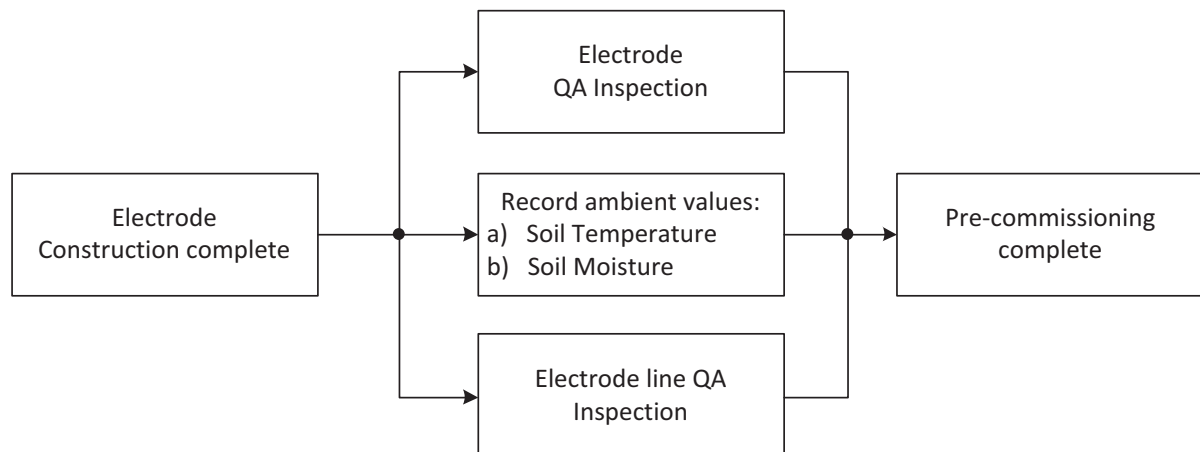 Electrode
QA Inspection
Electrode
Construction complete
Record ambient values:
a) Soil Temperature
b) Soil Moisture
Pre-commissioning
complete
Electrode line QA
Inspection